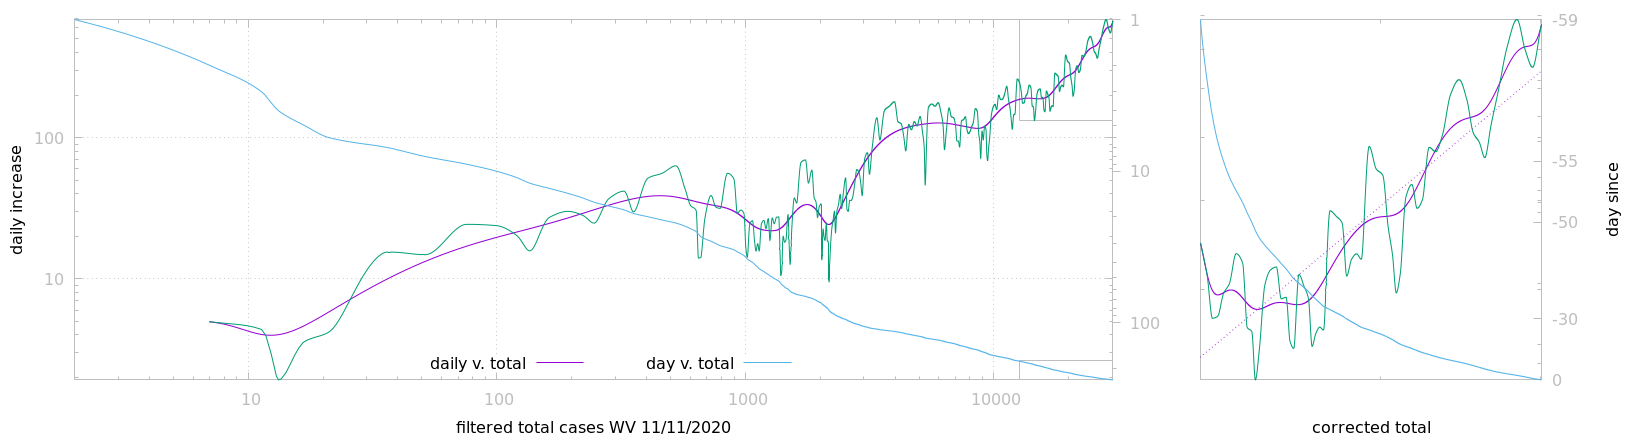 daily increase
100
10
daily v. total
day v. total
10
100
1000
10000
filtered total cases WV 11/11/2020
1
10
100
-59
-55
-50
-30
0
day since
corrected total